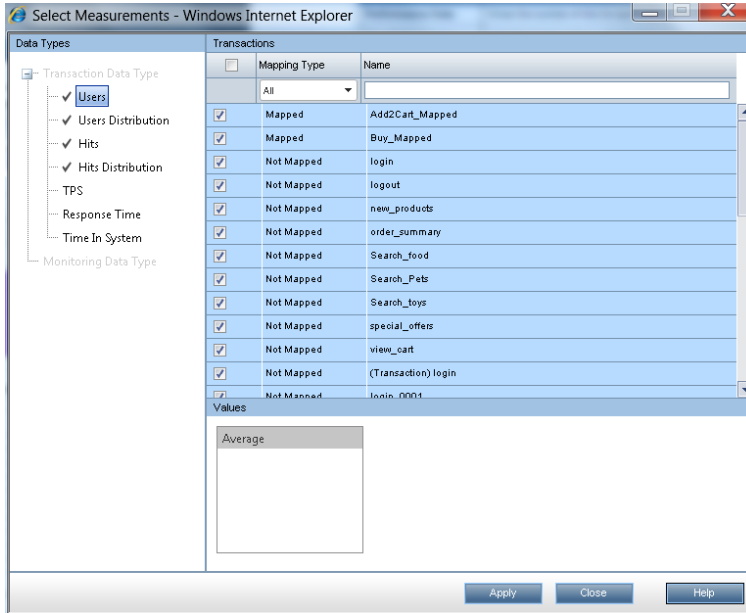 Select Measurements - Windows Internet Explorer
Data Types
Transaction Data Type
Users
Users Distribution
Hits
Hits Distribution
TPS
Response Time
Time In System
Monitoring Data Type
Transactions
Mapping Type Name
All
Mapped Add2Cart_Mapped
Mapped Buy_Mapped
Not Mapped login
Not Mapped logout
Not Mapped new_products
Not Mapped order_summary
Not Mapped Search_food
Not Mapped Search_Pets
Not Mapped Search_toys
Not Mapped special_offers
Not Mapped view_cart
Not Mapped (Transaction) login
Not Mapped login_0001
Values
Average
Apply Close Help